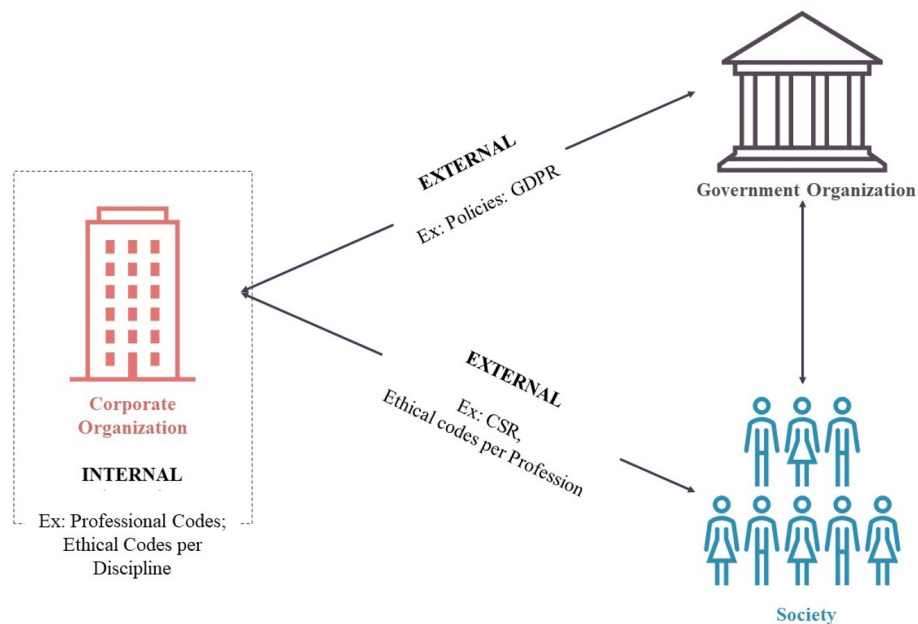 EXTERNAL
Ex: Policies: GDPR
Government Organization
Corporate
Organization
INTERNAL
Ex: Professional Codes;
Ethical Codes per
Discipline
EXTERNAL
Ex: CSR,
Ethical codes per Profession
Society